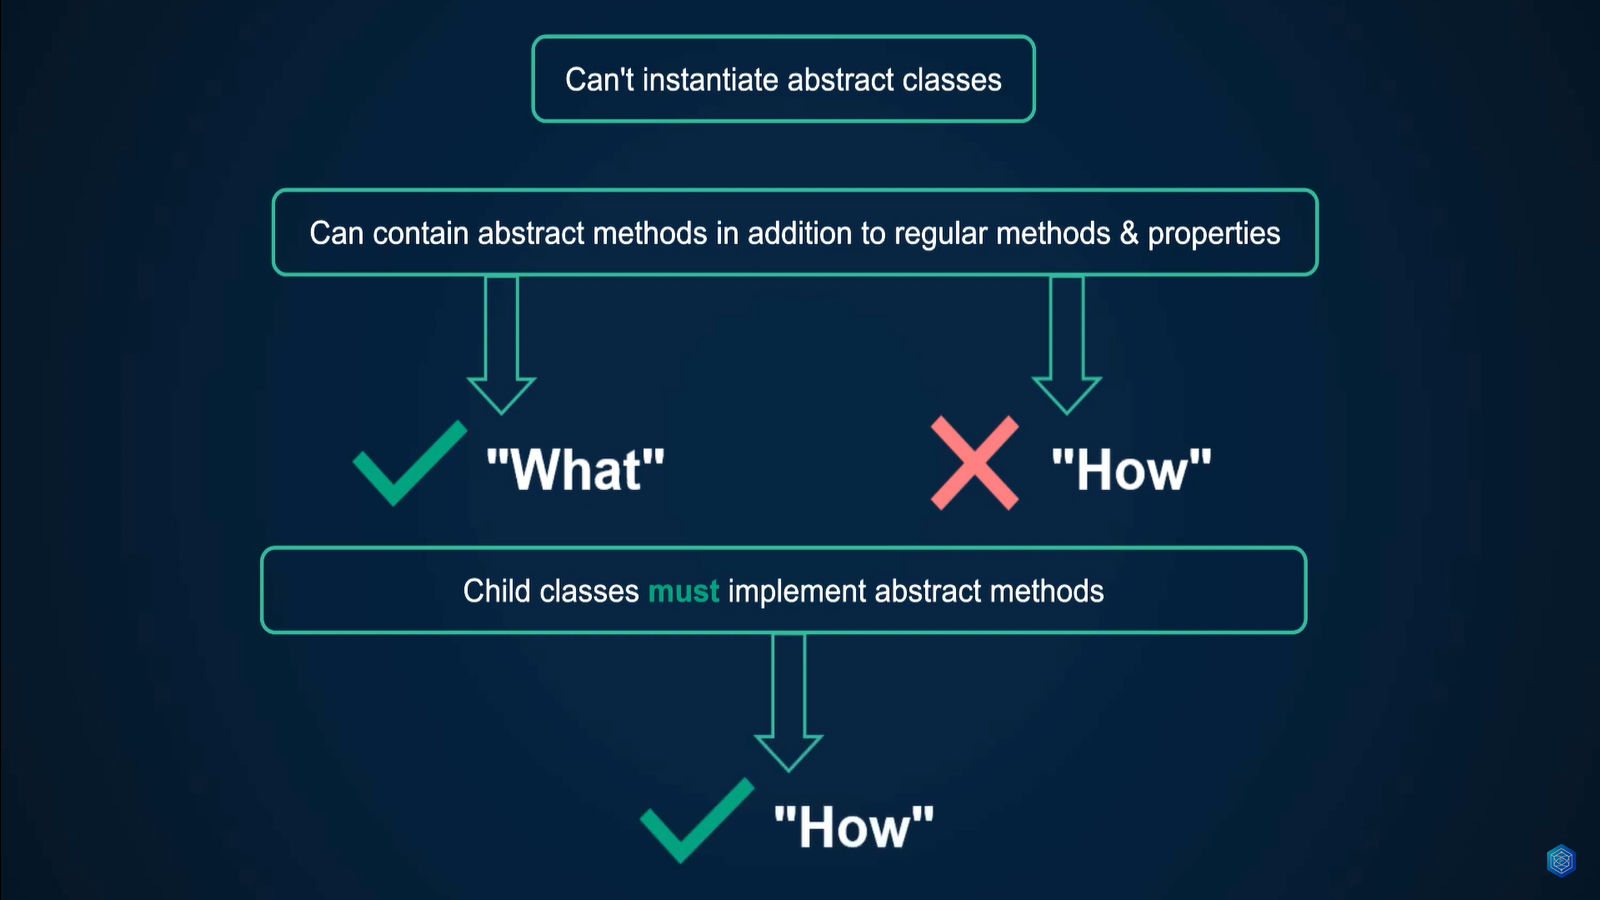 Can't instantiate abstract classes
Can contain abstract methods in addition to regular methods & properties
"What"
"How"
Child classes must implement abstract methods
"How"